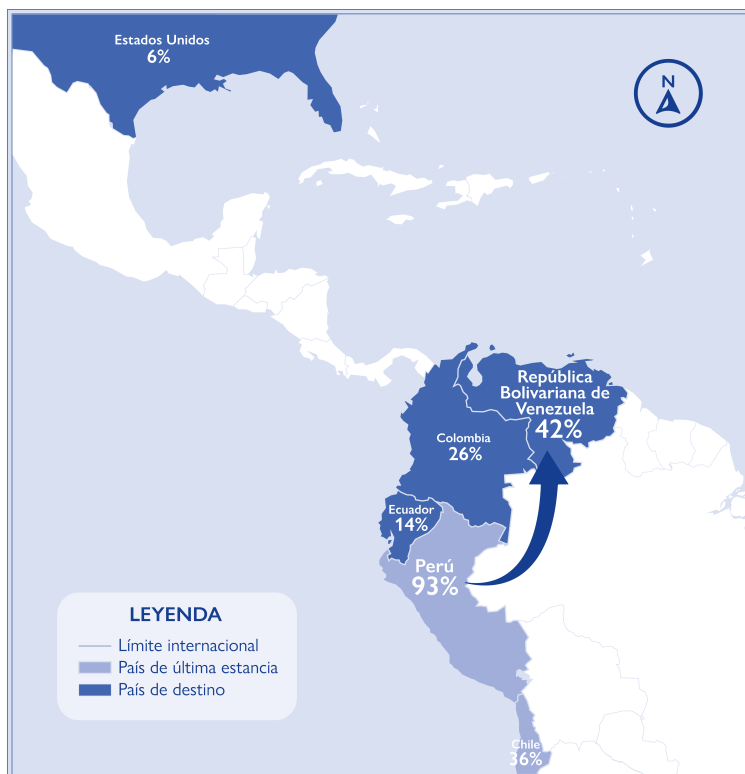 Estados Unidos
6%
N
República
Bolivariana de
Venezuela
42%
Colombia
26%
Ecuador
14%
Perú
93%
LEYENDA
Límite internacional
País de última estancia
País de destino
Chile
36%